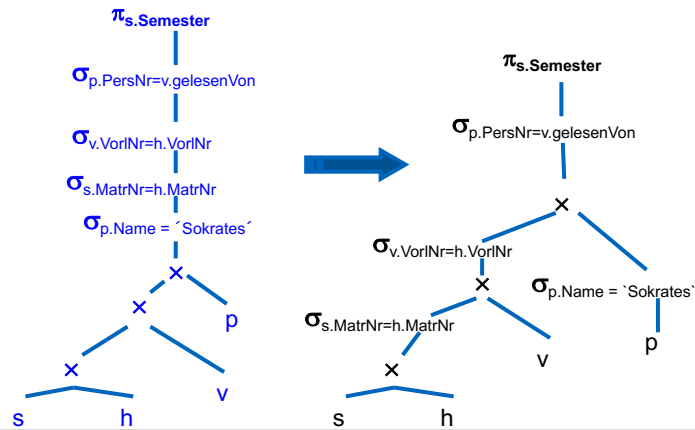 πs.Semester
σp.PersNr=v.gelesenVon
σv.VorlNr=h.VorlNr
σs.MatrNr=h.MatrNr
σp.Name = ´Sokrates´
×
×
p
×
v
s h
πs.Semester
σp.PersNr=v.gelesenVon
×
σv.VorlNr=h.VorlNr
×
σp.Name = `Sokrates`
σs.MatrNr=h.MatrNr
p
v
×
s h